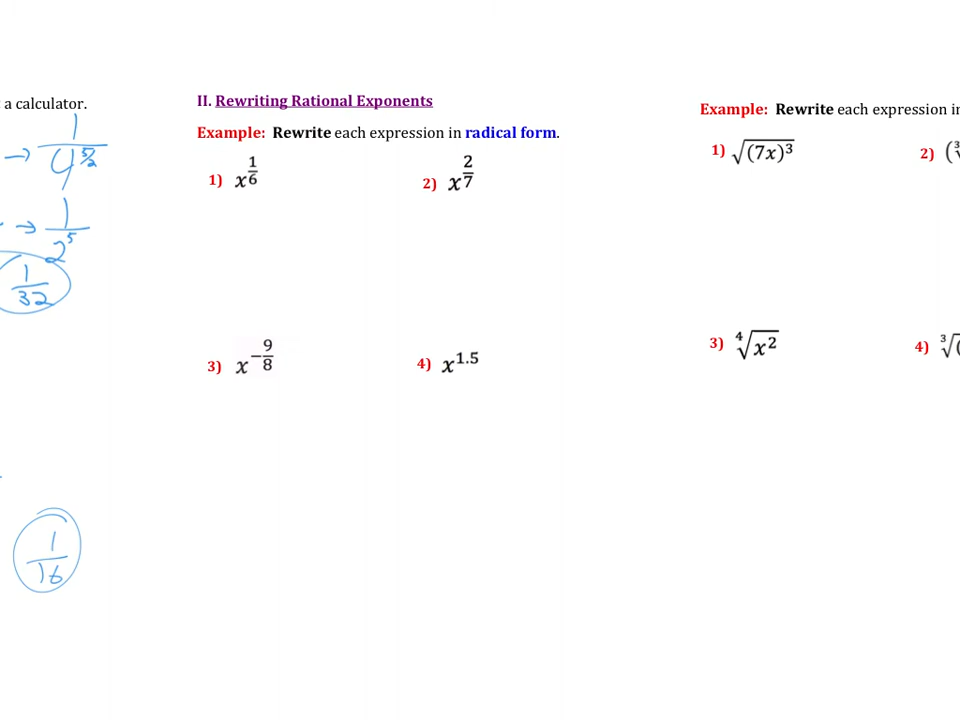 a calculator.
→ 1/4^5/2
→ 1/2^5
1/32
1/16
II. Rewriting Rational Exponents
Example: Rewrite each expression in radical form.
1) x^1/6
2) x^2/7
3) x^−9/8
4) x^1.5
Example: Rewrite each expression in
1) √(7x)³
2) (³√
3) ⁴√x²
4) ³√(